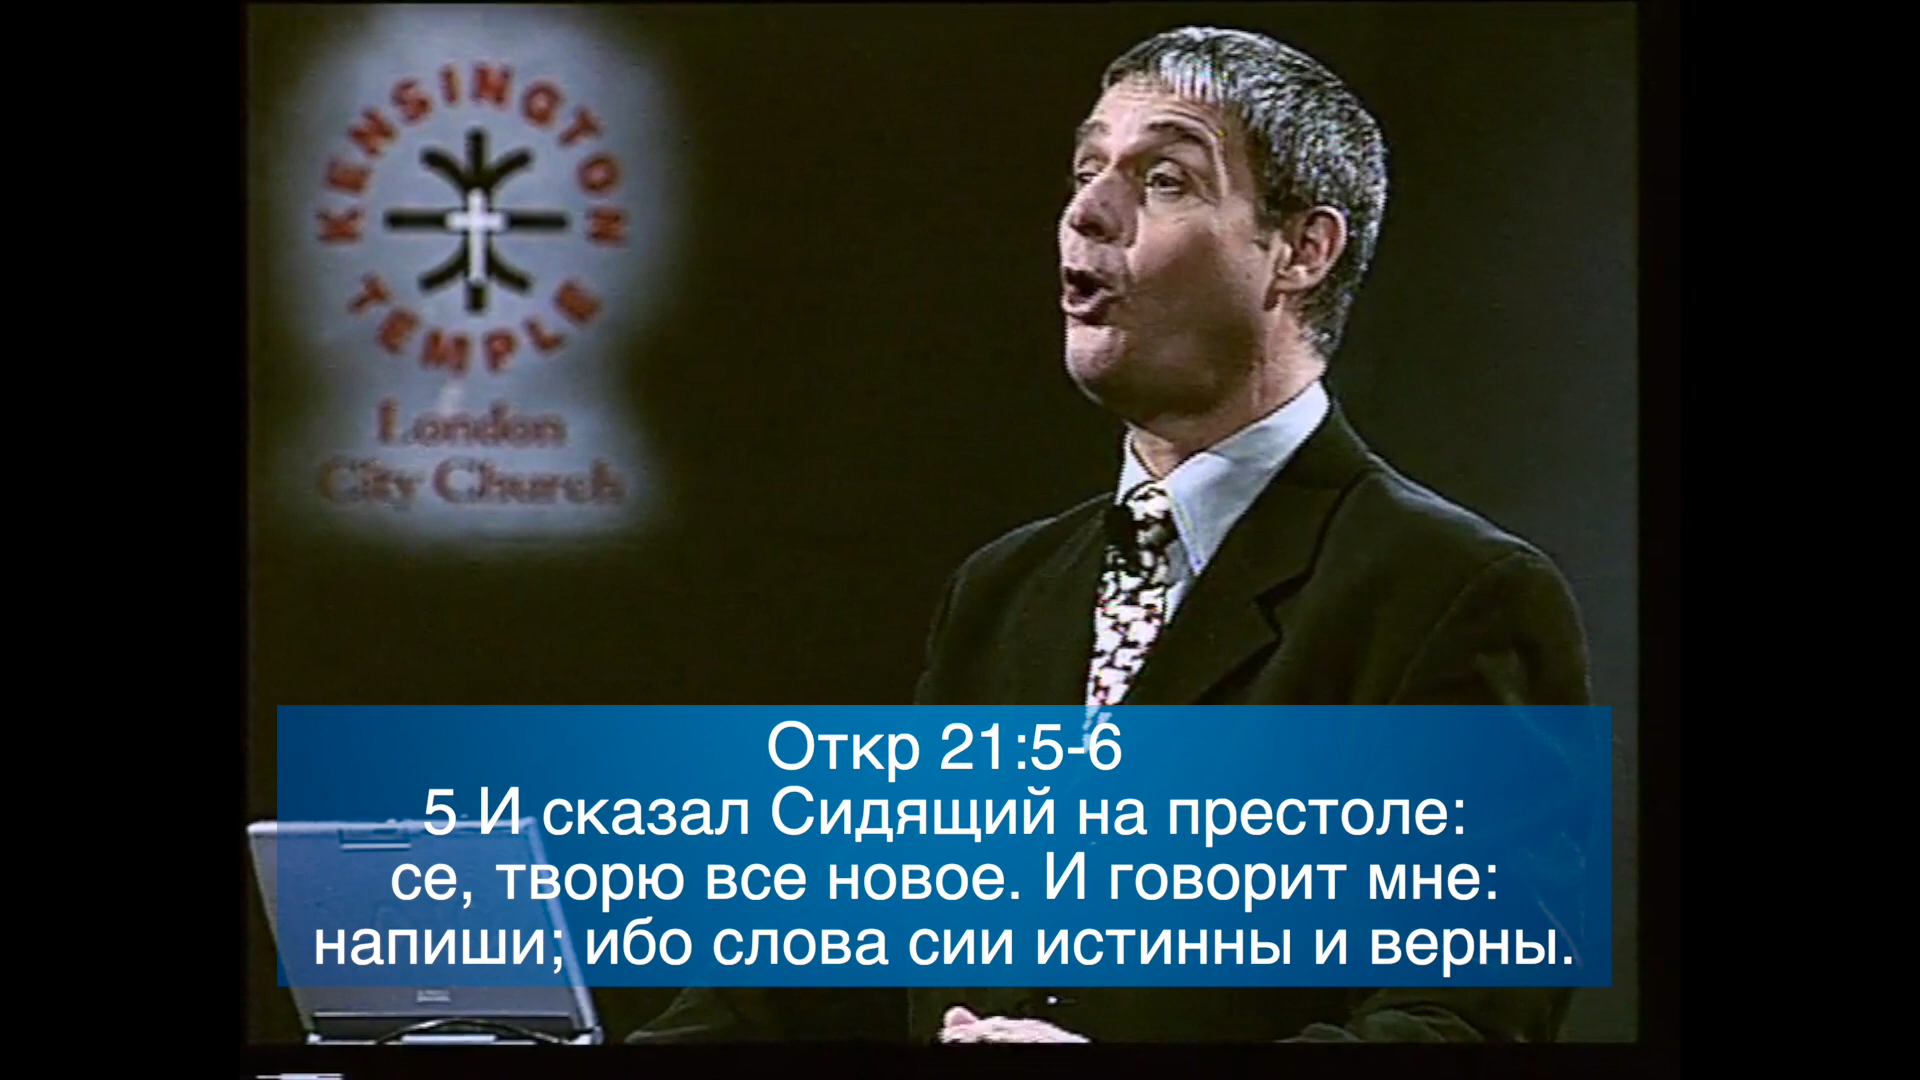 KENSINGTON
TEMPLE
London
City Church
Откр 21:5-6
5 И сказал Сидящий на престоле:
се, творю все новое. И говорит мне:
напиши; ибо слова сии истинны и верны.